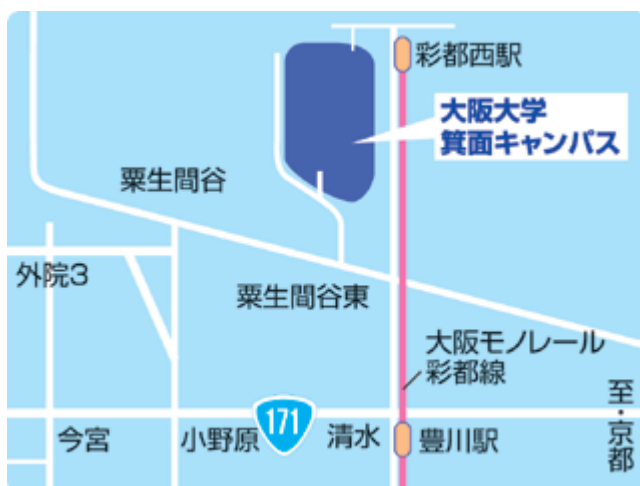 彩都西駅
大阪大学
箕面キャンパス
粟生間谷
外院3
粟生間谷東
大阪モノレール
彩都線
171
今宮
小野原
清水
豊川駅
至・京都